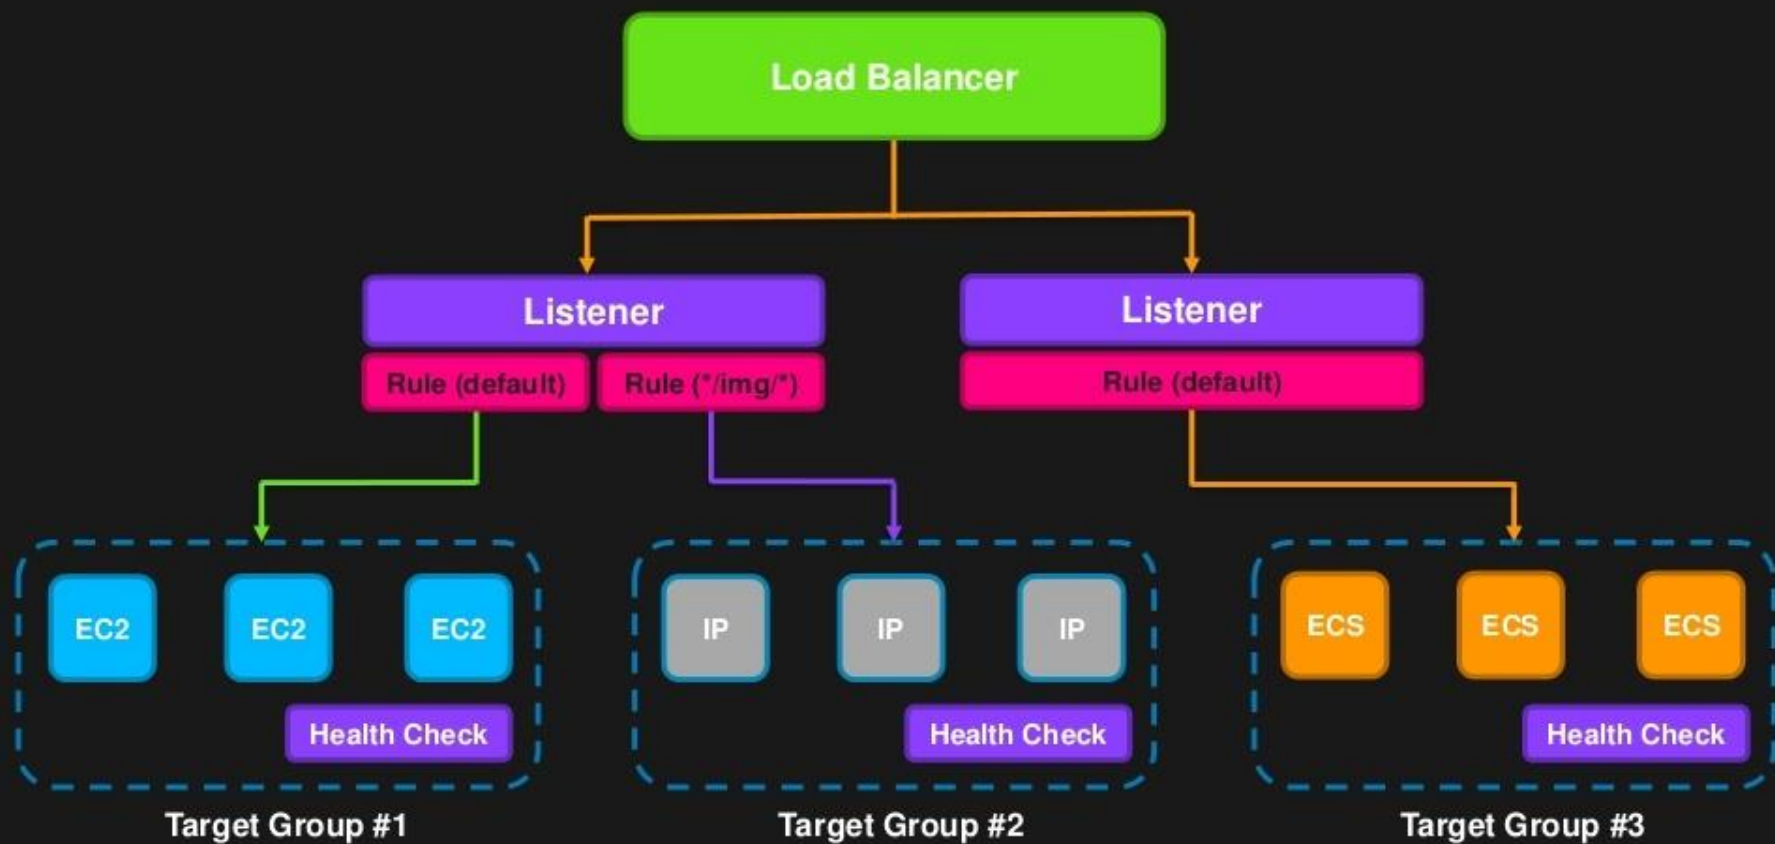 Load Balancer
Listener
Listener
Rule (default)
Rule (*/img/*)
Rule (default)
EC2
EC2
EC2
IP
IP
IP
ECS
ECS
ECS
Health Check
Health Check
Health Check
Target Group #1
Target Group #2
Target Group #3